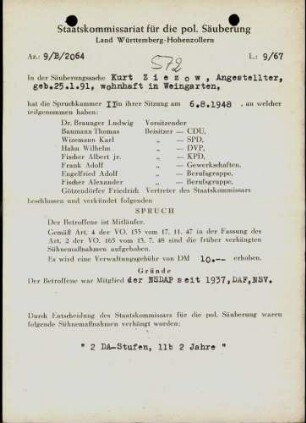 Staatskommissariat für die pol. Säuberung
Land Württemberg-Hohenzollern
Az.: 9/B/2064
L.: 9/67
572
In der Säuberungssache Kurt Ziezow, Angestellter,
geb.25.1.91, wohnhaft in Weingarten,
hat die Spruchkammer II in ihrer Sitzung am 6.8.1948 , an welcher
teilgenommen haben:
Dr. Brauger Ludwig Vorsitzender
Baumann Thomas Beisitzer – CDU,
Wizemann Karl „ – SPD,
Hahn Wilhelm „ – DVP,
Fischer Albert jr. „ – KPD,
Frank Adolf „ – Gewerkschaften,
Engelfried Adolf „ – Berufsgruppe,
Fischer Alexander „ – Berufsgruppe,
Götzendörfer Friedrich, Vertreter des Staatskommissars
beschlossen und verkündet folgenden
SPRUCH
Der Betroffene ist Mitläufer.
Gemäß Art. 4 der VO. 133 vom 17. 11. 47 in der Fassung des
Art. 2 der VO. 165 vom 13. 7. 48 sind die früher verhängten
Sühnemaßnahmen aufgehoben.
Es wird eine Verwaltungsgebühr von DM 10.-- erhoben.
Gründe
Der Betroffene war Mitglied der NSDAP seit 1937, DAF, NSV.
Durch Entscheidung des Staatskommissars für die pol. Säuberung waren
folgende Sühnemaßnahmen verhängt worden:
" 2 DA-Stufen, 11b 2 Jahre "